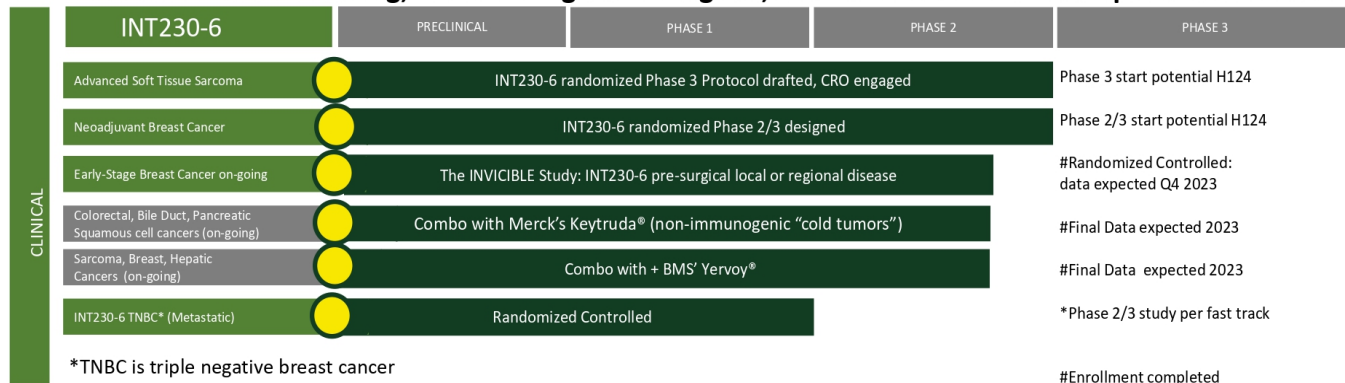 INT230-6
PRECLINICAL
PHASE 1
PHASE 2
PHASE 3
CLINICAL
Advanced Soft Tissue Sarcoma
INT230-6 randomized Phase 3 Protocol drafted, CRO engaged
Phase 3 start potential H124
Neoadjuvant Breast Cancer
INT230-6 randomized Phase 2/3 designed
Phase 2/3 start potential H124
Early-Stage Breast Cancer on-going
The INVICIBLE Study: INT230-6 pre-surgical local or regional disease
#Randomized Controlled:
data expected Q4 2023
Colorectal, Bile Duct, Pancreatic
Squamous cell cancers (on-going)
Combo with Merck's Keytruda® (non-immunogenic “cold tumors”)
#Final Data expected 2023
Sarcoma, Breast, Hepatic
Cancers (on-going)
Combo with + BMS' Yervoy®
#Final Data expected 2023
INT230-6 TNBC* (Metastatic)
Randomized Controlled
*Phase 2/3 study per fast track
*TNBC is triple negative breast cancer
#Enrollment completed